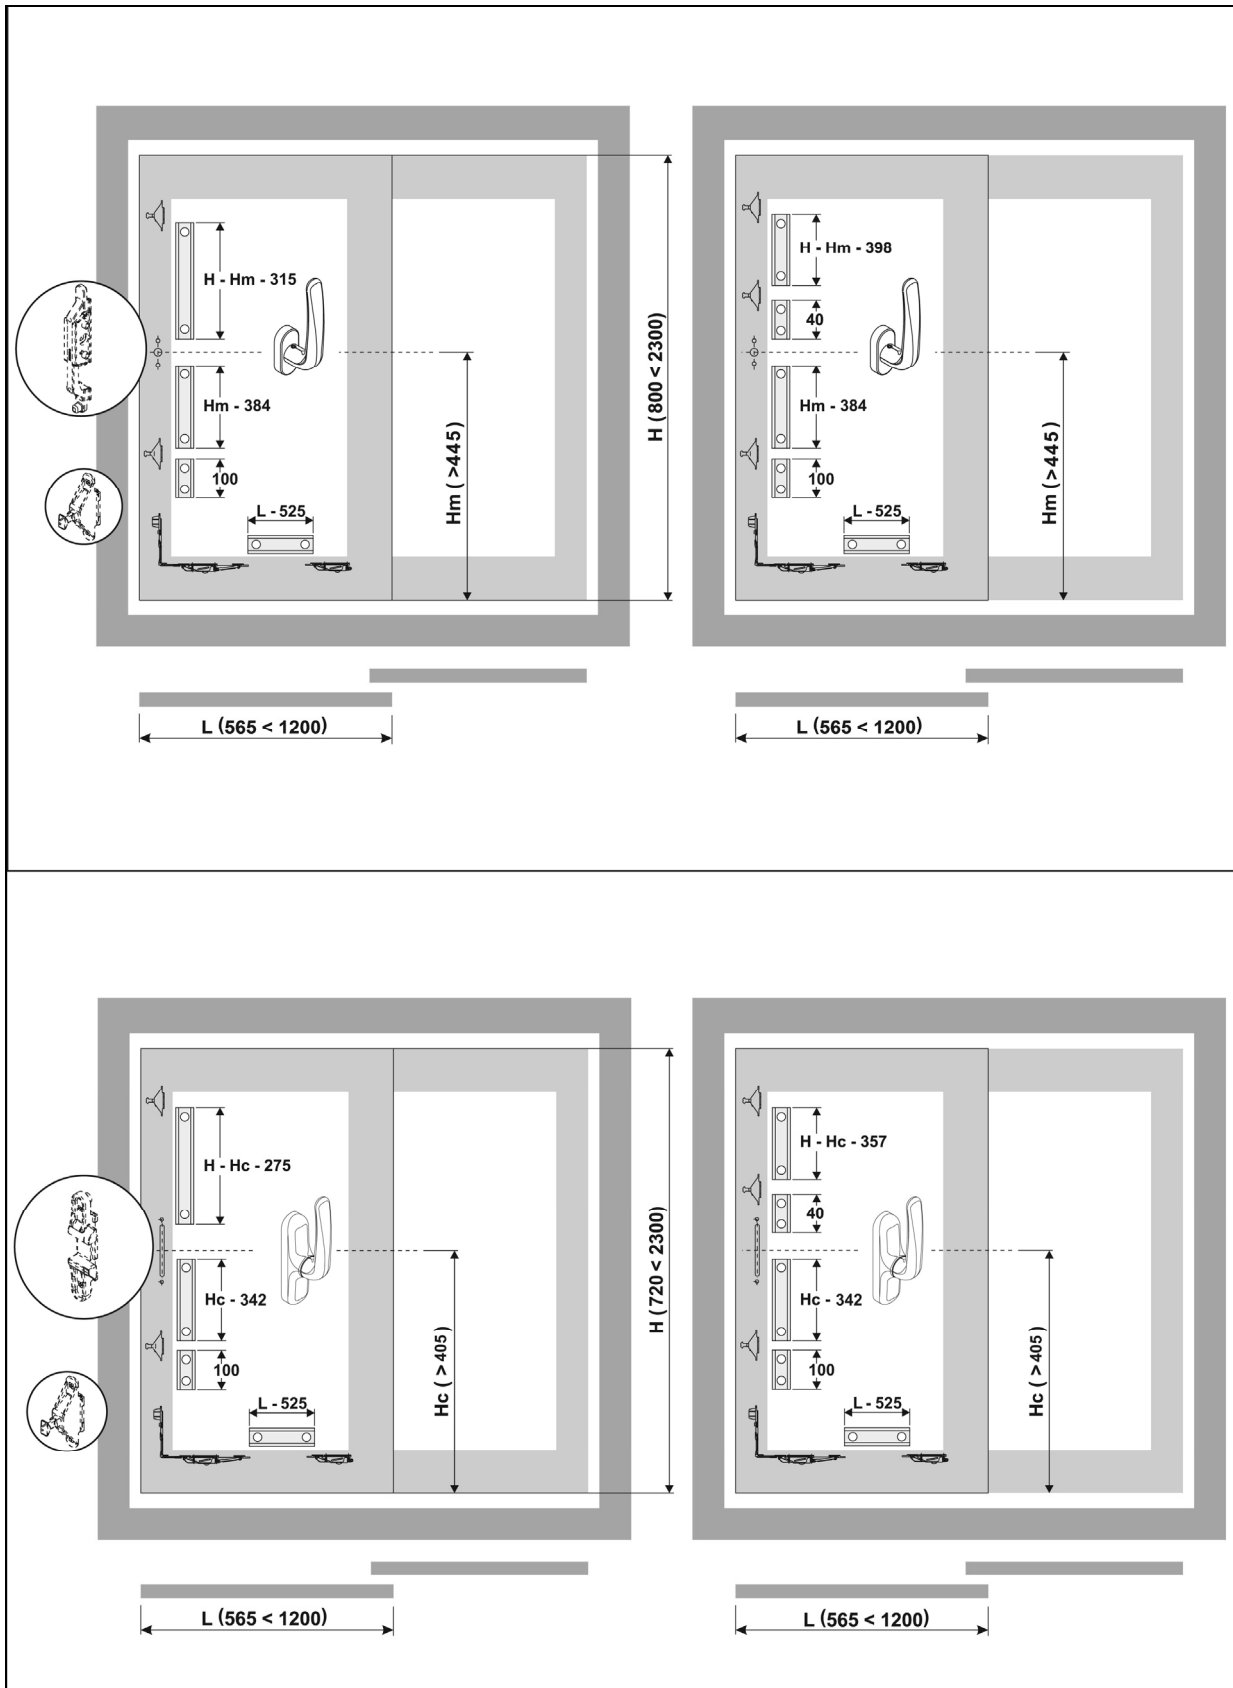 H - Hm - 315
Hm - 384
100
L - 525
Hm ( >445)
H ( 800 < 2300)
L (565 < 1200)
H - Hm - 398
40
Hm - 384
100
L - 525
Hm ( >445)
L (565 < 1200)
H - Hc - 275
Hc - 342
100
L - 525
Hc ( >405)
H ( 720 < 2300)
L (565 < 1200)
H - Hc - 357
40
Hc - 342
100
L - 525
Hc ( >405)
L (565 < 1200)